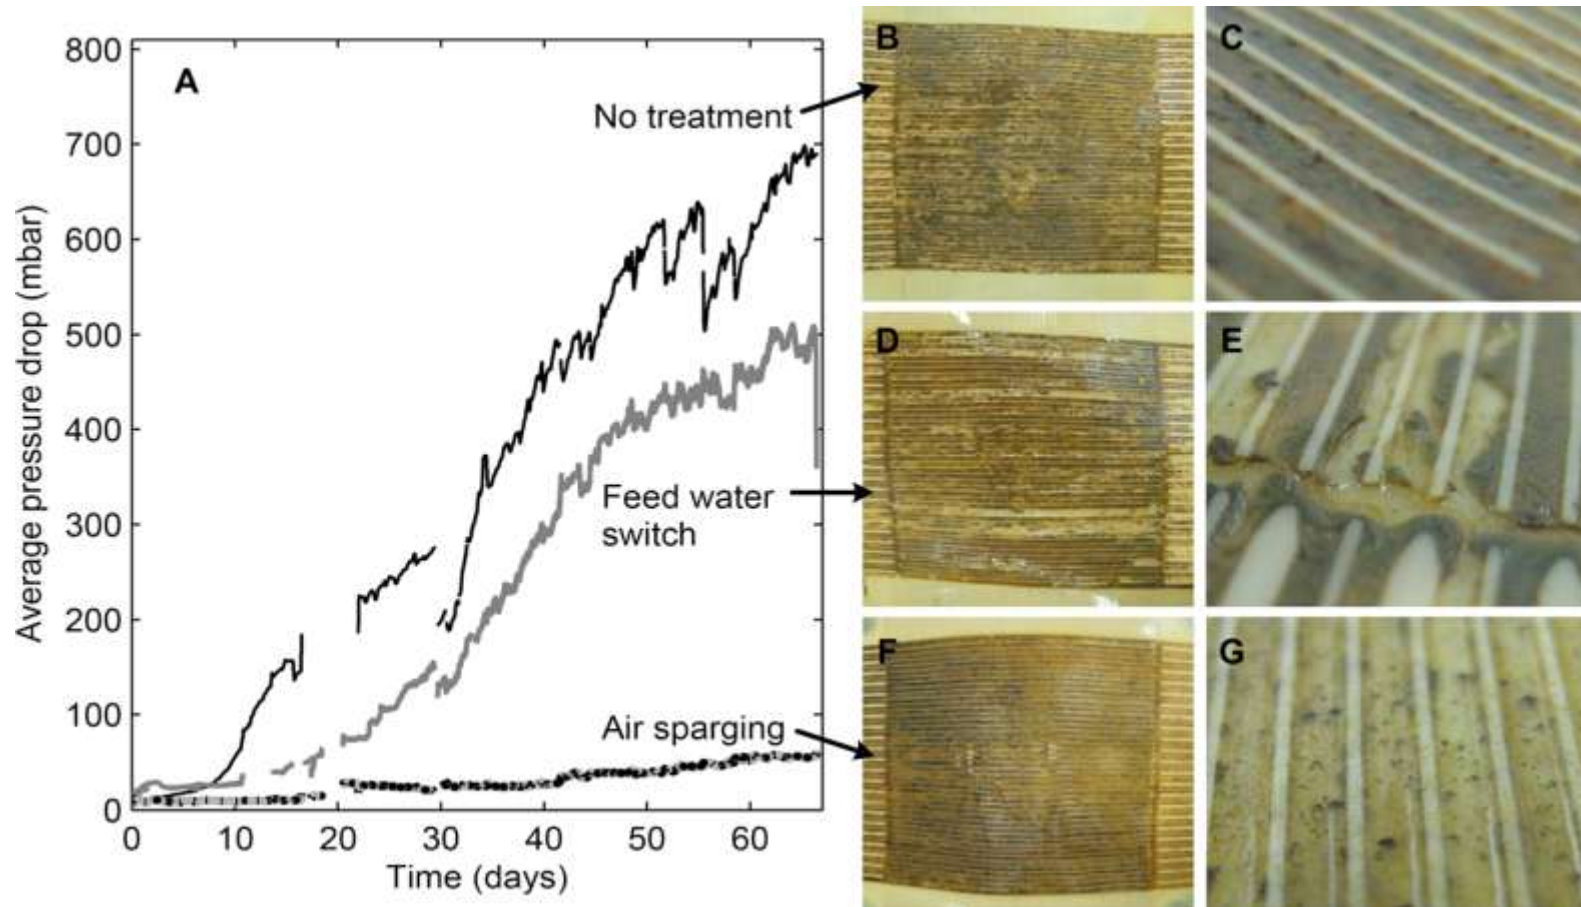 A
B
C
D
E
F
G
No treatment
Feed water
switch
Air sparging
Average pressure drop (mbar)
800
700
600
500
400
300
200
100
0
0 10 20 30 40 50 60
Time (days)